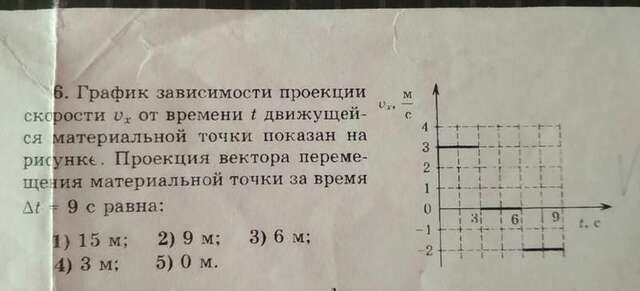 6. График зависимости проекции
скорости vₓ от времени t движущей-
ся материальной точки показан на
рисунке. Проекция вектора переме-
щения материальной точки за время
Δt = 9 с равна:
1) 15 м; 2) 9 м; 3) 6 м;
4) 3 м; 5) 0 м.
vₓ, м/с
4
3
2
1
0
-1
-2
3 6 9
t, с